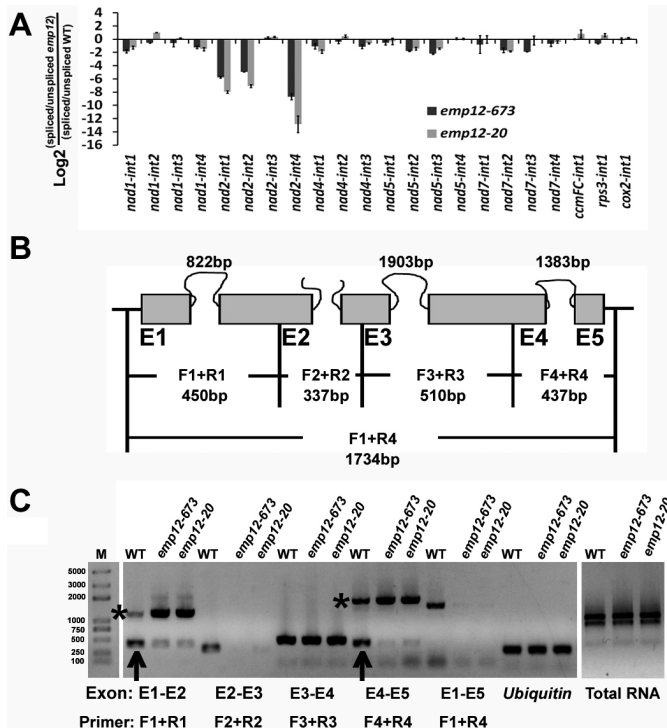 A
Log2 (spliced/unspliced emp12) / (spliced/unspliced WT)
4
2
0
-2
-4
-6
-8
-10
-12
-14
-16
emp12-673
emp12-20
nad1-int1
nad1-int2
nad1-int3
nad1-int4
nad2-int1
nad2-int2
nad2-int3
nad2-int4
nad4-int1
nad4-int2
nad4-int3
nad5-int1
nad5-int2
nad5-int3
nad5-int4
nad7-int1
nad7-int2
nad7-int3
nad7-int4
ccmFC-int1
rps3-int1
cox2-int1
B
822bp 1903bp 1383bp
E1 E2 E3 E4 E5
F1+R1 F2+R2 F3+R3 F4+R4
450bp 337bp 510bp 437bp
F1+R4
1734bp
C
M WT emp12-673 emp12-20 WT emp12-673 emp12-20 WT emp12-673 emp12-20 WT emp12-673 emp12-20 WT emp12-673 emp12-20 WT emp12-673 emp12-20 WT emp12-673 emp12-20
5000
3000
2000
1000
750
500
250
100
* *
Exon: E1-E2 E2-E3 E3-E4 E4-E5 E1-E5 Ubiquitin Total RNA
Primer: F1+R1 F2+R2 F3+R3 F4+R4 F1+R4